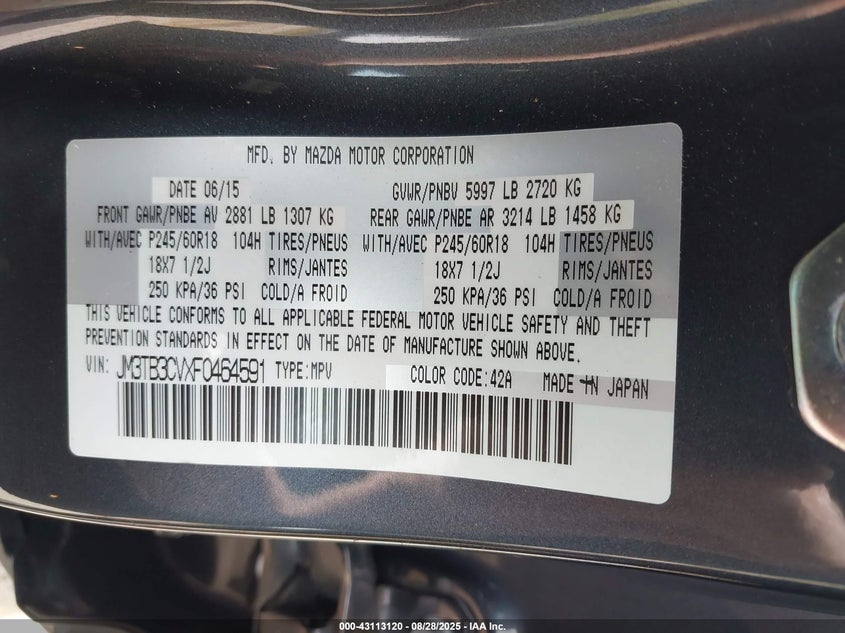 MFD. BY MAZDA MOTOR CORPORATION
DATE 06/15 GVWR/PNBV 5997 LB 2720 KG
FRONT GAWR/PNBE AV 2881 LB 1307 KG REAR GAWR/PNBE AR 3214 LB 1458 KG
WITH/AVEC P245/60R18 104H TIRES/PNEUS WITH/AVEC P245/60R18 104H TIRES/PNEUS
18X7 1/2J RIMS/JANTES 18X7 1/2J RIMS/JANTES
250 KPA/36 PSI COLD/A FROID 250 KPA/36 PSI COLD/A FROID
THIS VEHICLE CONFORMS TO ALL APPLICABLE FEDERAL MOTOR VEHICLE SAFETY AND THEFT
PREVENTION STANDARDS IN EFFECT ON THE DATE OF MANUFACTURE SHOWN ABOVE.
VIN: JM3TB3CVXF0464591 TYPE:MPV COLOR CODE:42A MADE IN JAPAN
000-43113120 - 08/28/2025 - IAA Inc.